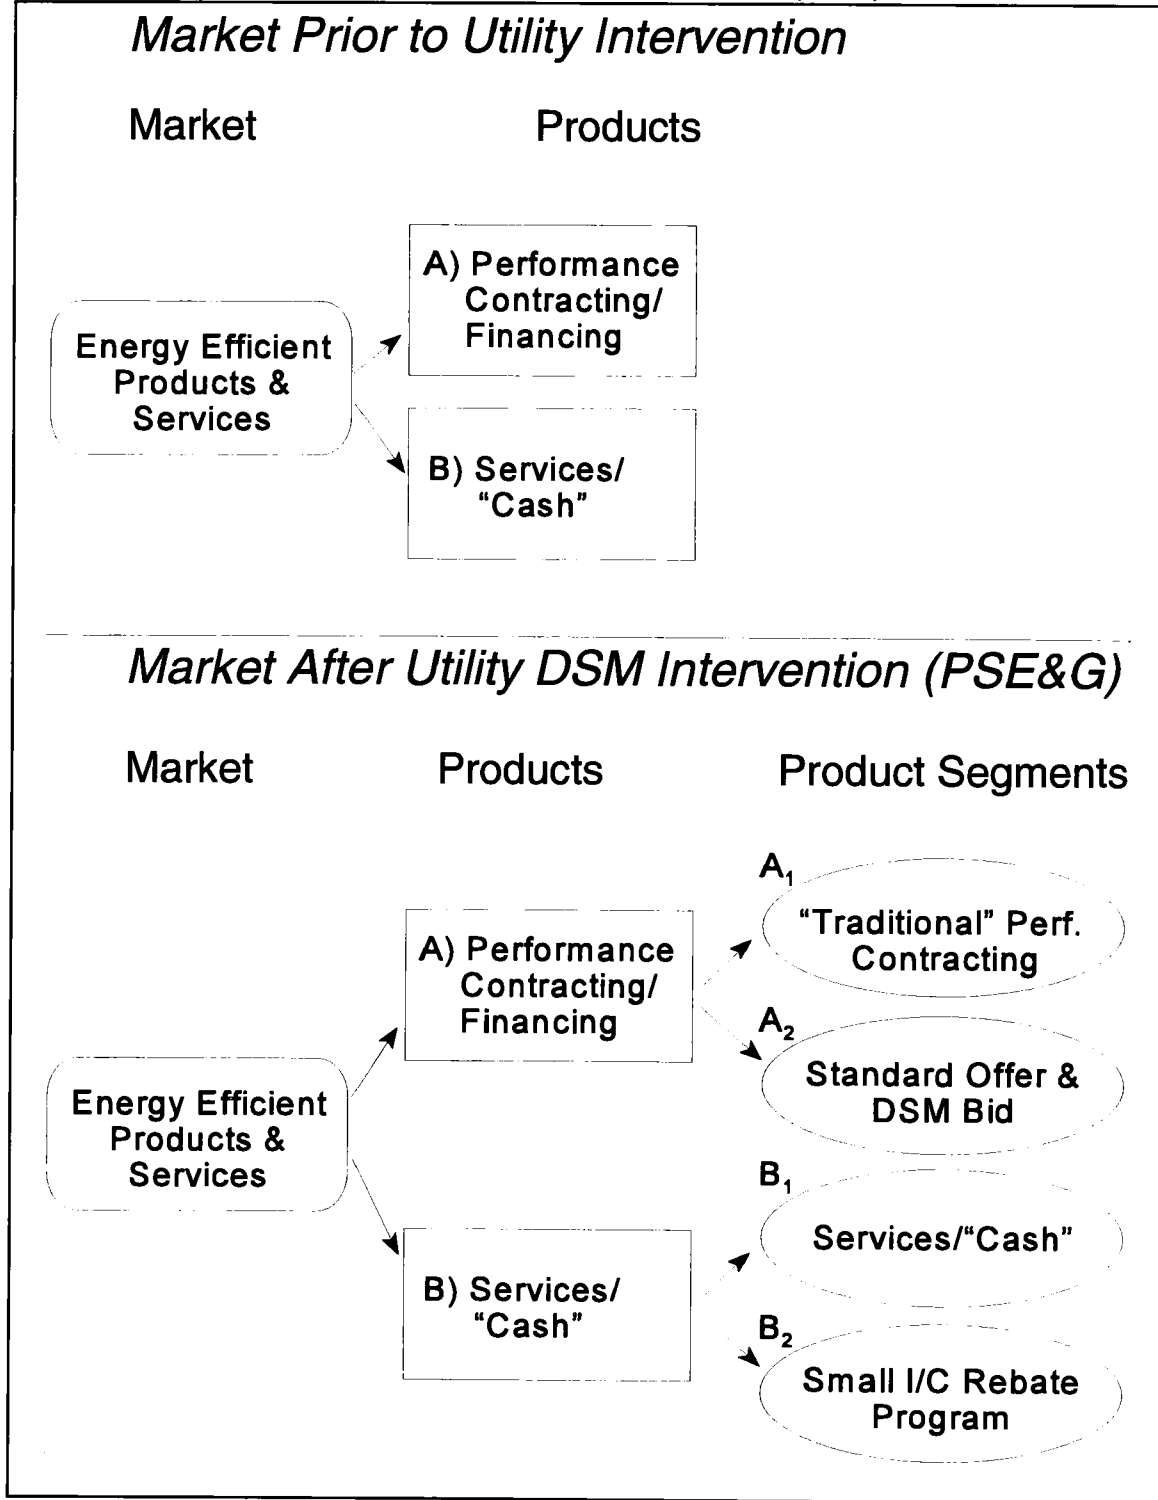 Market Prior to Utility Intervention
Market Products
A) Performance
Contracting/
Financing
Energy Efficient
Products &
Services
B) Services/
“Cash”
Market After Utility DSM Intervention (PSE&G)
Market Products Product Segments
A₁
“Traditional” Perf.
Contracting
A) Performance
Contracting/
Financing
A₂
Standard Offer &
DSM Bid
Energy Efficient
Products &
Services
B₁
Services/“Cash”
B) Services/
“Cash”
B₂
Small I/C Rebate
Program